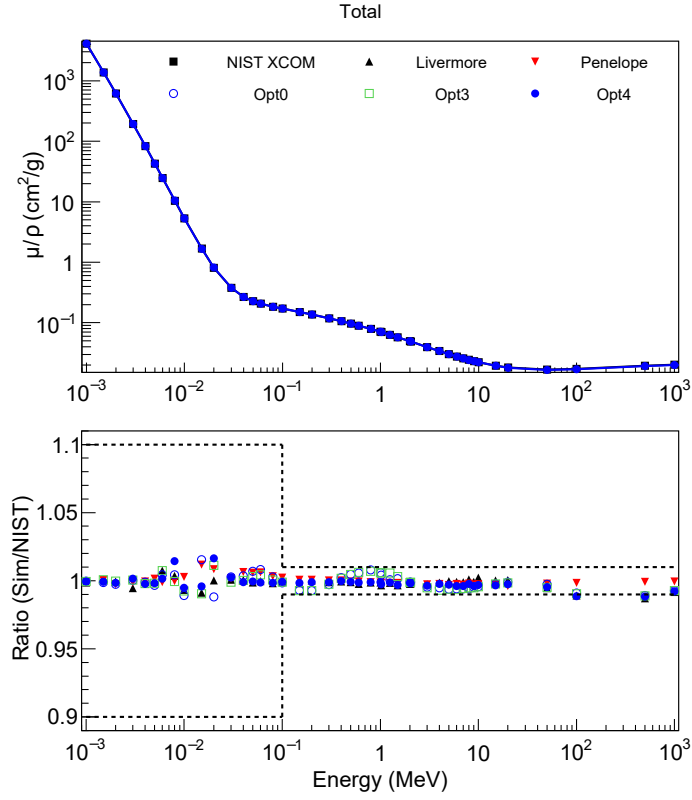 Total
NIST XCOM Livermore Penelope
Opt0 Opt3 Opt4
μ/ρ (cm²/g)
10³
10²
10
1
10⁻¹
10⁻³ 10⁻² 10⁻¹ 1 10 10² 10³
Ratio (Sim/NIST)
1.1
1.05
1
0.95
0.9
10⁻³ 10⁻² 10⁻¹ 1 10 10² 10³
Energy (MeV)